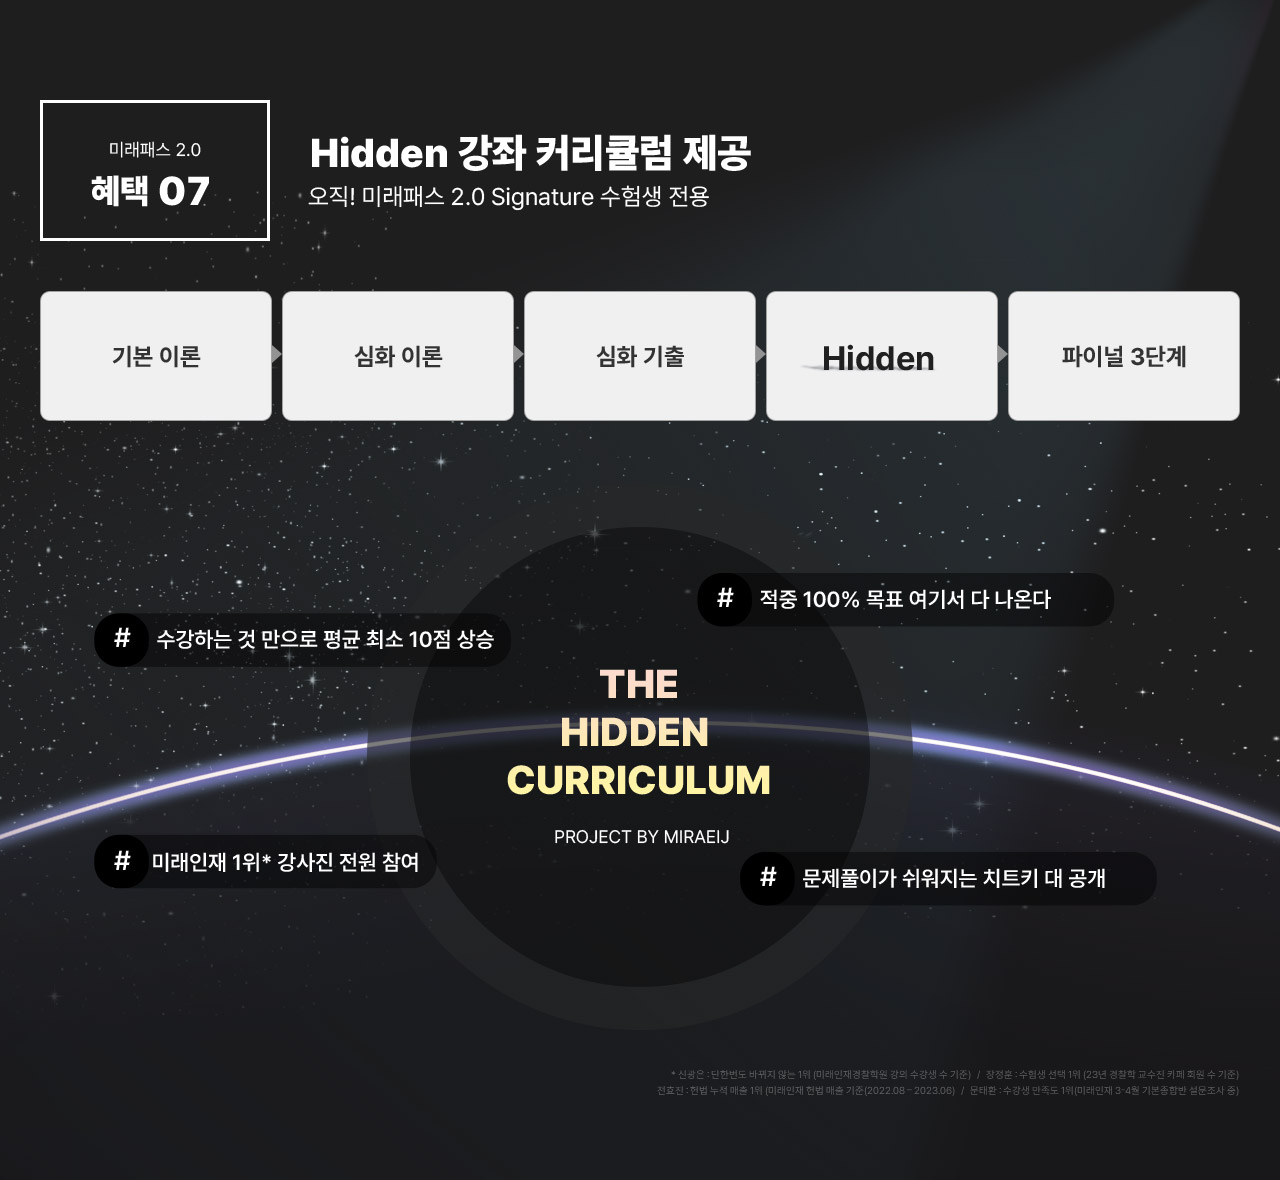 미래패스 2.0
혜택 07
Hidden 강좌 커리큘럼 제공
오직! 미래패스 2.0 Signature 수험생 전용
기본 이론
심화 이론
심화 기출
Hidden
파이널 3단계
# 적중 100% 목표 여기서 다 나온다
# 수강하는 것 만으로 평균 최소 10점 상승
THE
HIDDEN
CURRICULUM
PROJECT BY MIRAEIJ
# 미래인재 1위* 강사진 전원 참여
# 문제풀이가 쉬워지는 치트키 대 공개
* 신광은 : 단한번도 바뀌지 않는 1위 (미래인재경찰학원 강의 수강생 수 기준) / 장정훈 : 수험생 선택 1위 (23년 경찰학 교수진 카페 회원 수 기준)
전효진 : 헌법 누적 매출 1위 (미래인재 헌법 매출 기준(2022.08 - 2023.06) / 문태환 : 수강생 만족도 1위(미래인재 3-4월 기본종합반 설문조사 중)